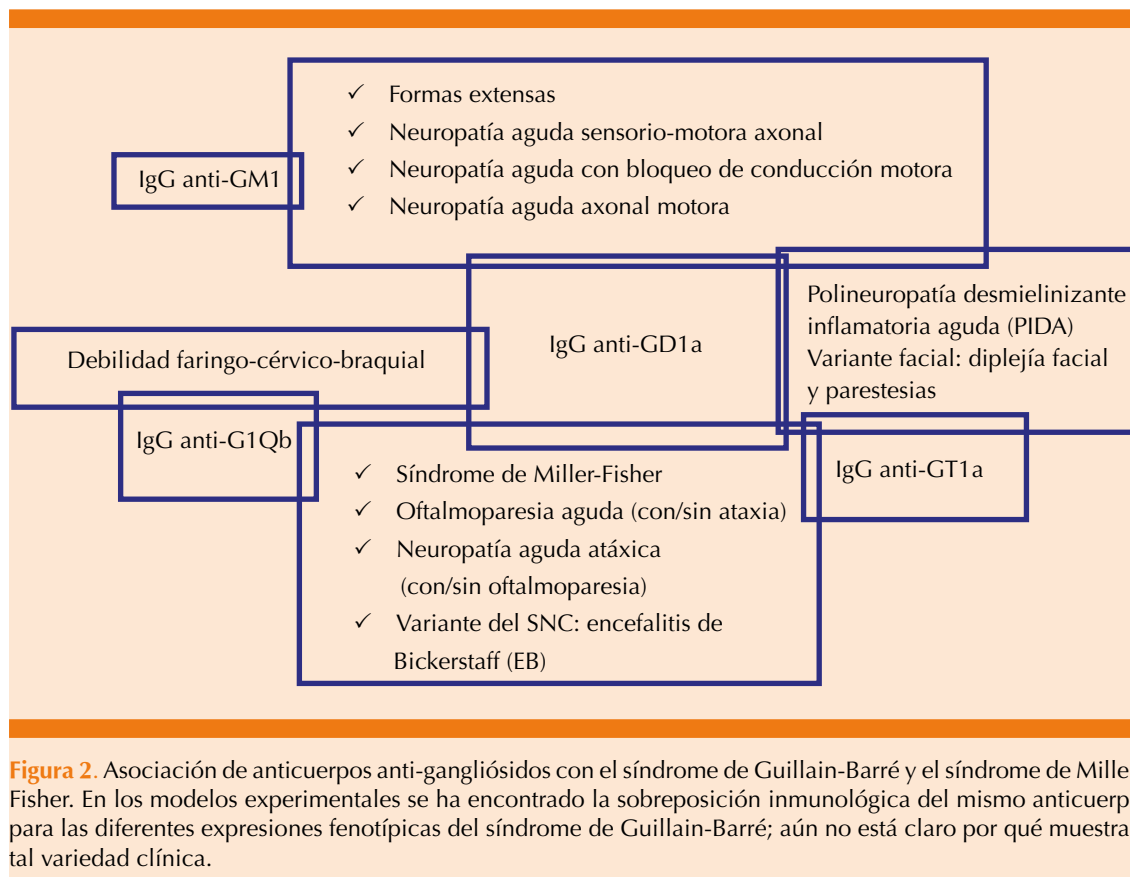 ✓ Formas extensas
✓ Neuropatía aguda sensorio-motora axonal
✓ Neuropatía aguda con bloqueo de conducción motora
✓ Neuropatía aguda axonal motora
IgG anti-GM1
IgG anti-GD1a
Polineuropatía desmielinizante
inflamatoria aguda (PIDA)
Variante facial: diplejía facial
y parestesias
Debilidad faringo-cérvico-braquial
IgG anti-G1Qb
IgG anti-GT1a
✓ Síndrome de Miller-Fisher
✓ Oftalmoparesia aguda (con/sin ataxia)
✓ Neuropatía aguda atáxica
(con/sin oftalmoparesia)
✓ Variante del SNC: encefalitis de
Bickerstaff (EB)
Figura 2. Asociación de anticuerpos anti-gangliósidos con el síndrome de Guillain-Barré y el síndrome de Mille
Fisher. En los modelos experimentales se ha encontrado la sobreposición inmunológica del mismo anticuerp
para las diferentes expresiones fenotípicas del síndrome de Guillain-Barré; aún no está claro por qué muestra
tal variedad clínica.